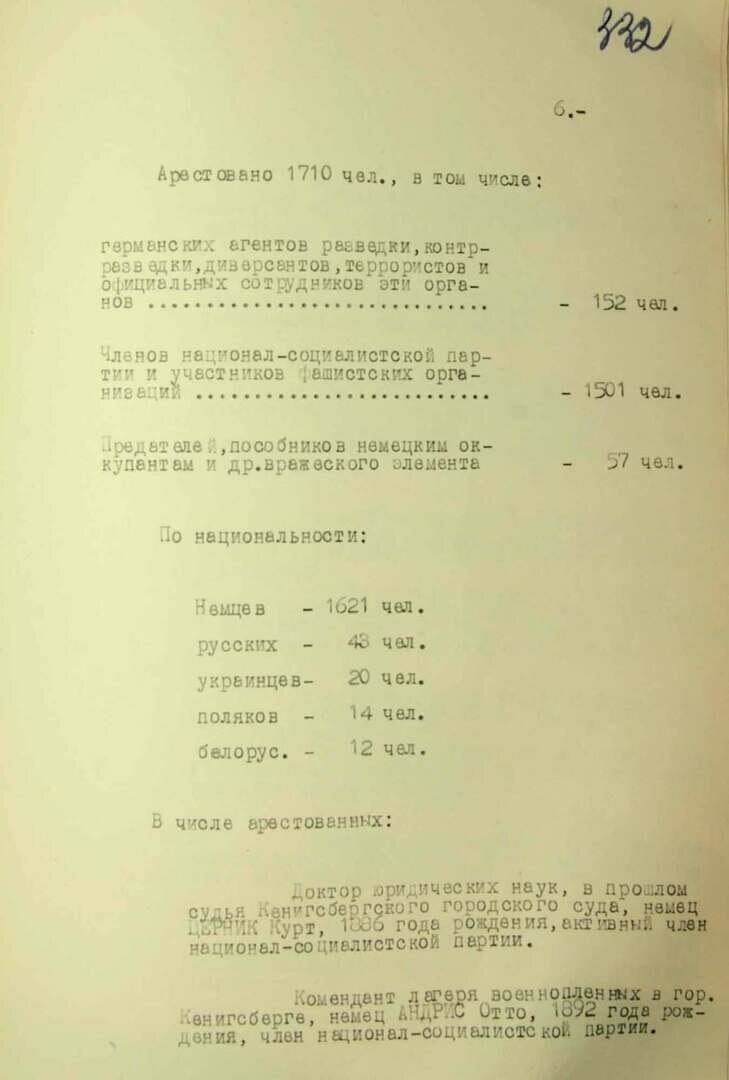 332
6.-
Арестовано 1710 чел., в том числе:
германских агентов разведки,контр-
разведки,диверсантов,террористов и
официальных сотрудников эти орга-
нов ............................... - 152 чел.
Членов национал-социалистской пар-
тии и участников фашистских орга-
низаций ........................... - 1501 чел.
Предателей,пособников немецким ок-
купантам и др.вражеского элемента - 57 чел.
По национальности:
Немцев - 1621 чел.
русских - 43 чел.
украинцев- 20 чел.
поляков - 14 чел.
белорус. - 12 чел.
В числе арестованных:
Доктор юридических наук, в прошлом
судья Кенигсбергского городского суда, немец
ЦЕРНИК Курт, 1886 года рождения,активный член
национал-социалистской партии.
Комендант лагеря военнопленных в гор.
Кенигсберге, немец АНДРИС Отто, 1892 года рож-
дения, член национал-социалистской партии.